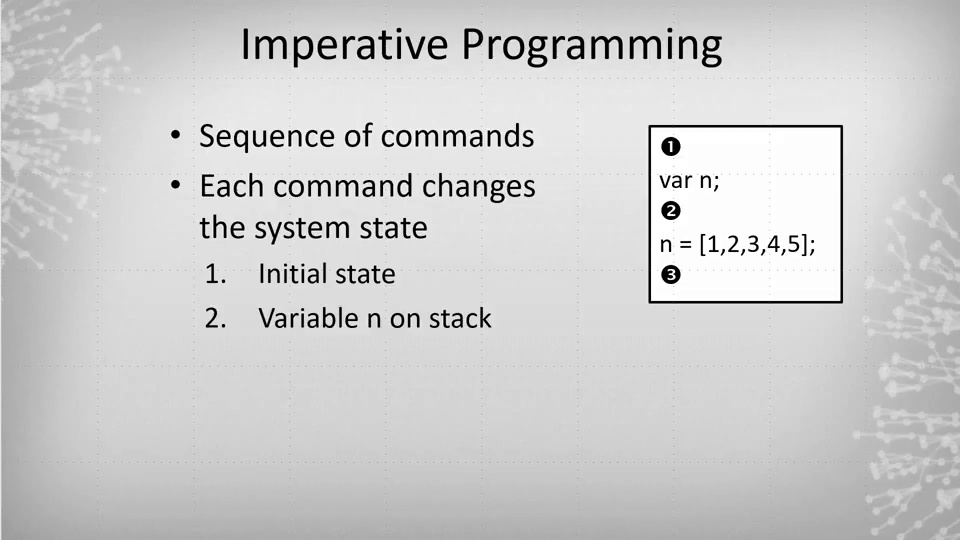 Imperative Programming
• Sequence of commands
• Each command changes
the system state
1. Initial state
2. Variable n on stack
❶
var n;
❷
n = [1,2,3,4,5];
❸